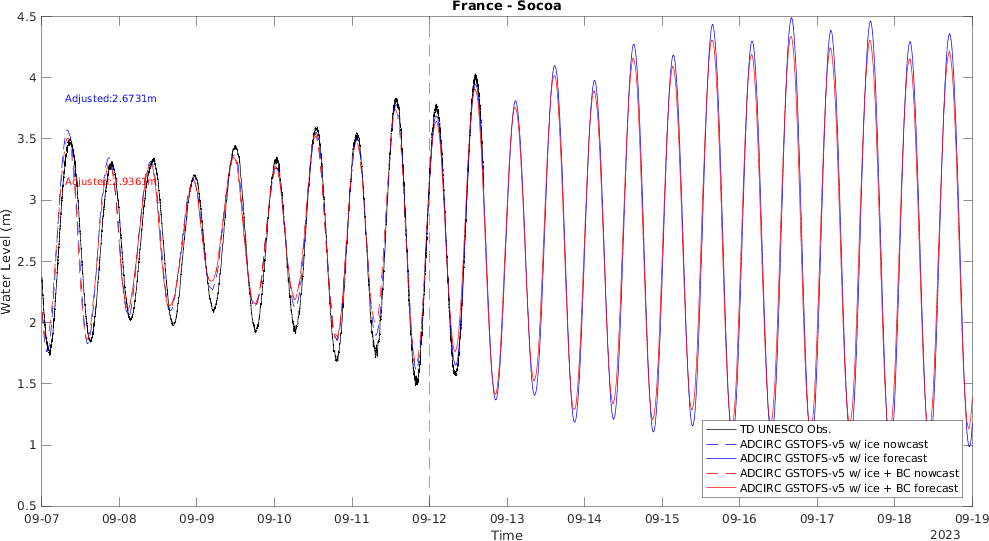 France - Socoa
4.5
4
3.5
3
2.5
2
1.5
1
0.5
Water Level (m)
Adjusted:2.6731m
Adjusted:2.9361m
TD UNESCO Obs.
ADCIRC GSTOFS-v5 w/ ice nowcast
ADCIRC GSTOFS-v5 w/ ice forecast
ADCIRC GSTOFS-v5 w/ ice + BC nowcast
ADCIRC GSTOFS-v5 w/ ice + BC forecast
09-07 09-08 09-09 09-10 09-11 09-12 09-13 09-14 09-15 09-16 09-17 09-18 09-19
Time
2023